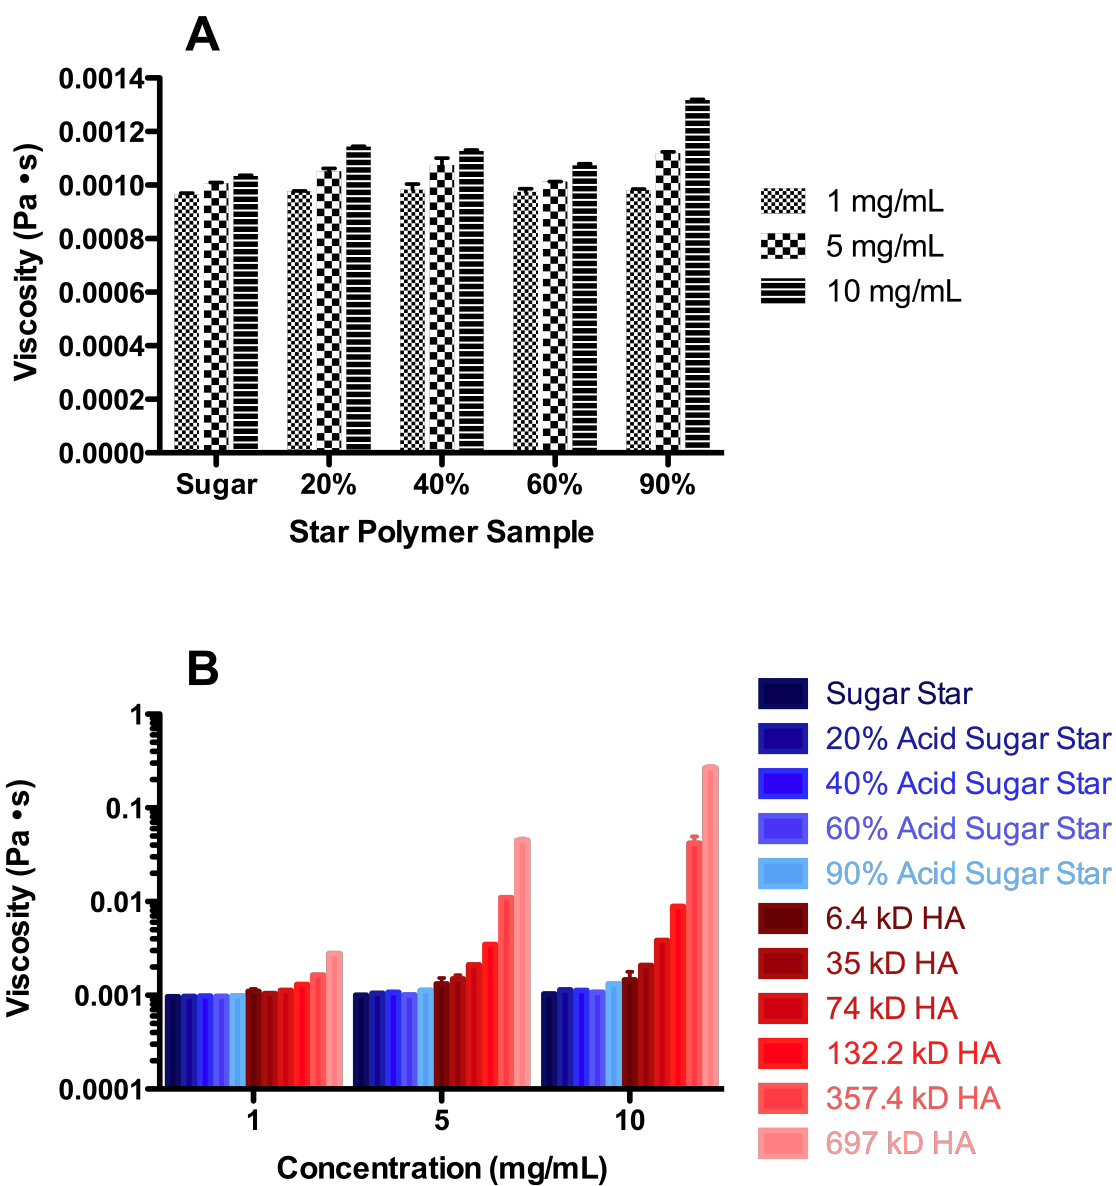 A
Viscosity (Pa •s)
0.0014
0.0012
0.0010
0.0008
0.0006
0.0004
0.0002
0.0000
Sugar 20% 40% 60% 90%
Star Polymer Sample
1 mg/mL
5 mg/mL
10 mg/mL
B
Viscosity (Pa •s)
1
0.1
0.01
0.001
0.0001
1 5 10
Concentration (mg/mL)
Sugar Star
20% Acid Sugar Star
40% Acid Sugar Star
60% Acid Sugar Star
90% Acid Sugar Star
6.4 kD HA
35 kD HA
74 kD HA
132.2 kD HA
357.4 kD HA
697 kD HA